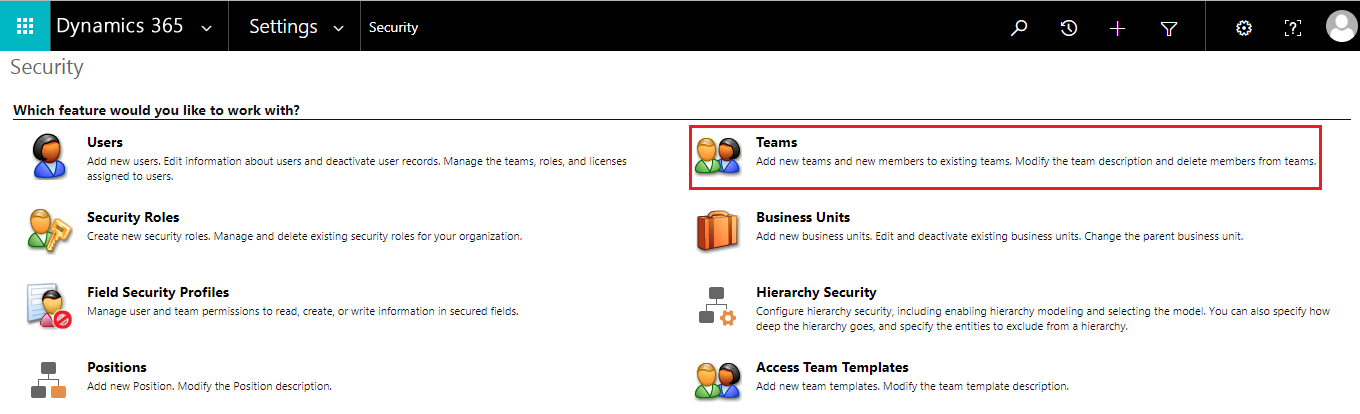 Dynamics 365 Settings Security
Security
Which feature would you like to work with?
Users
Add new users. Edit information about users and deactivate user records. Manage the teams, roles, and licenses
assigned to users.
Teams
Add new teams and new members to existing teams. Modify the team description and delete members from teams.
Security Roles
Create new security roles. Manage and delete existing security roles for your organization.
Business Units
Add new business units. Edit and deactivate existing business units. Change the parent business unit.
Field Security Profiles
Manage user and team permissions to read, create, or write information in secured fields.
Hierarchy Security
Configure hierarchy security, including enabling hierarchy modeling and selecting the model. You can also specify how
deep the hierarchy goes, and specify the entities to exclude from a hierarchy.
Positions
Add new Position. Modify the Position description.
Access Team Templates
Add new team templates. Modify the team template description.